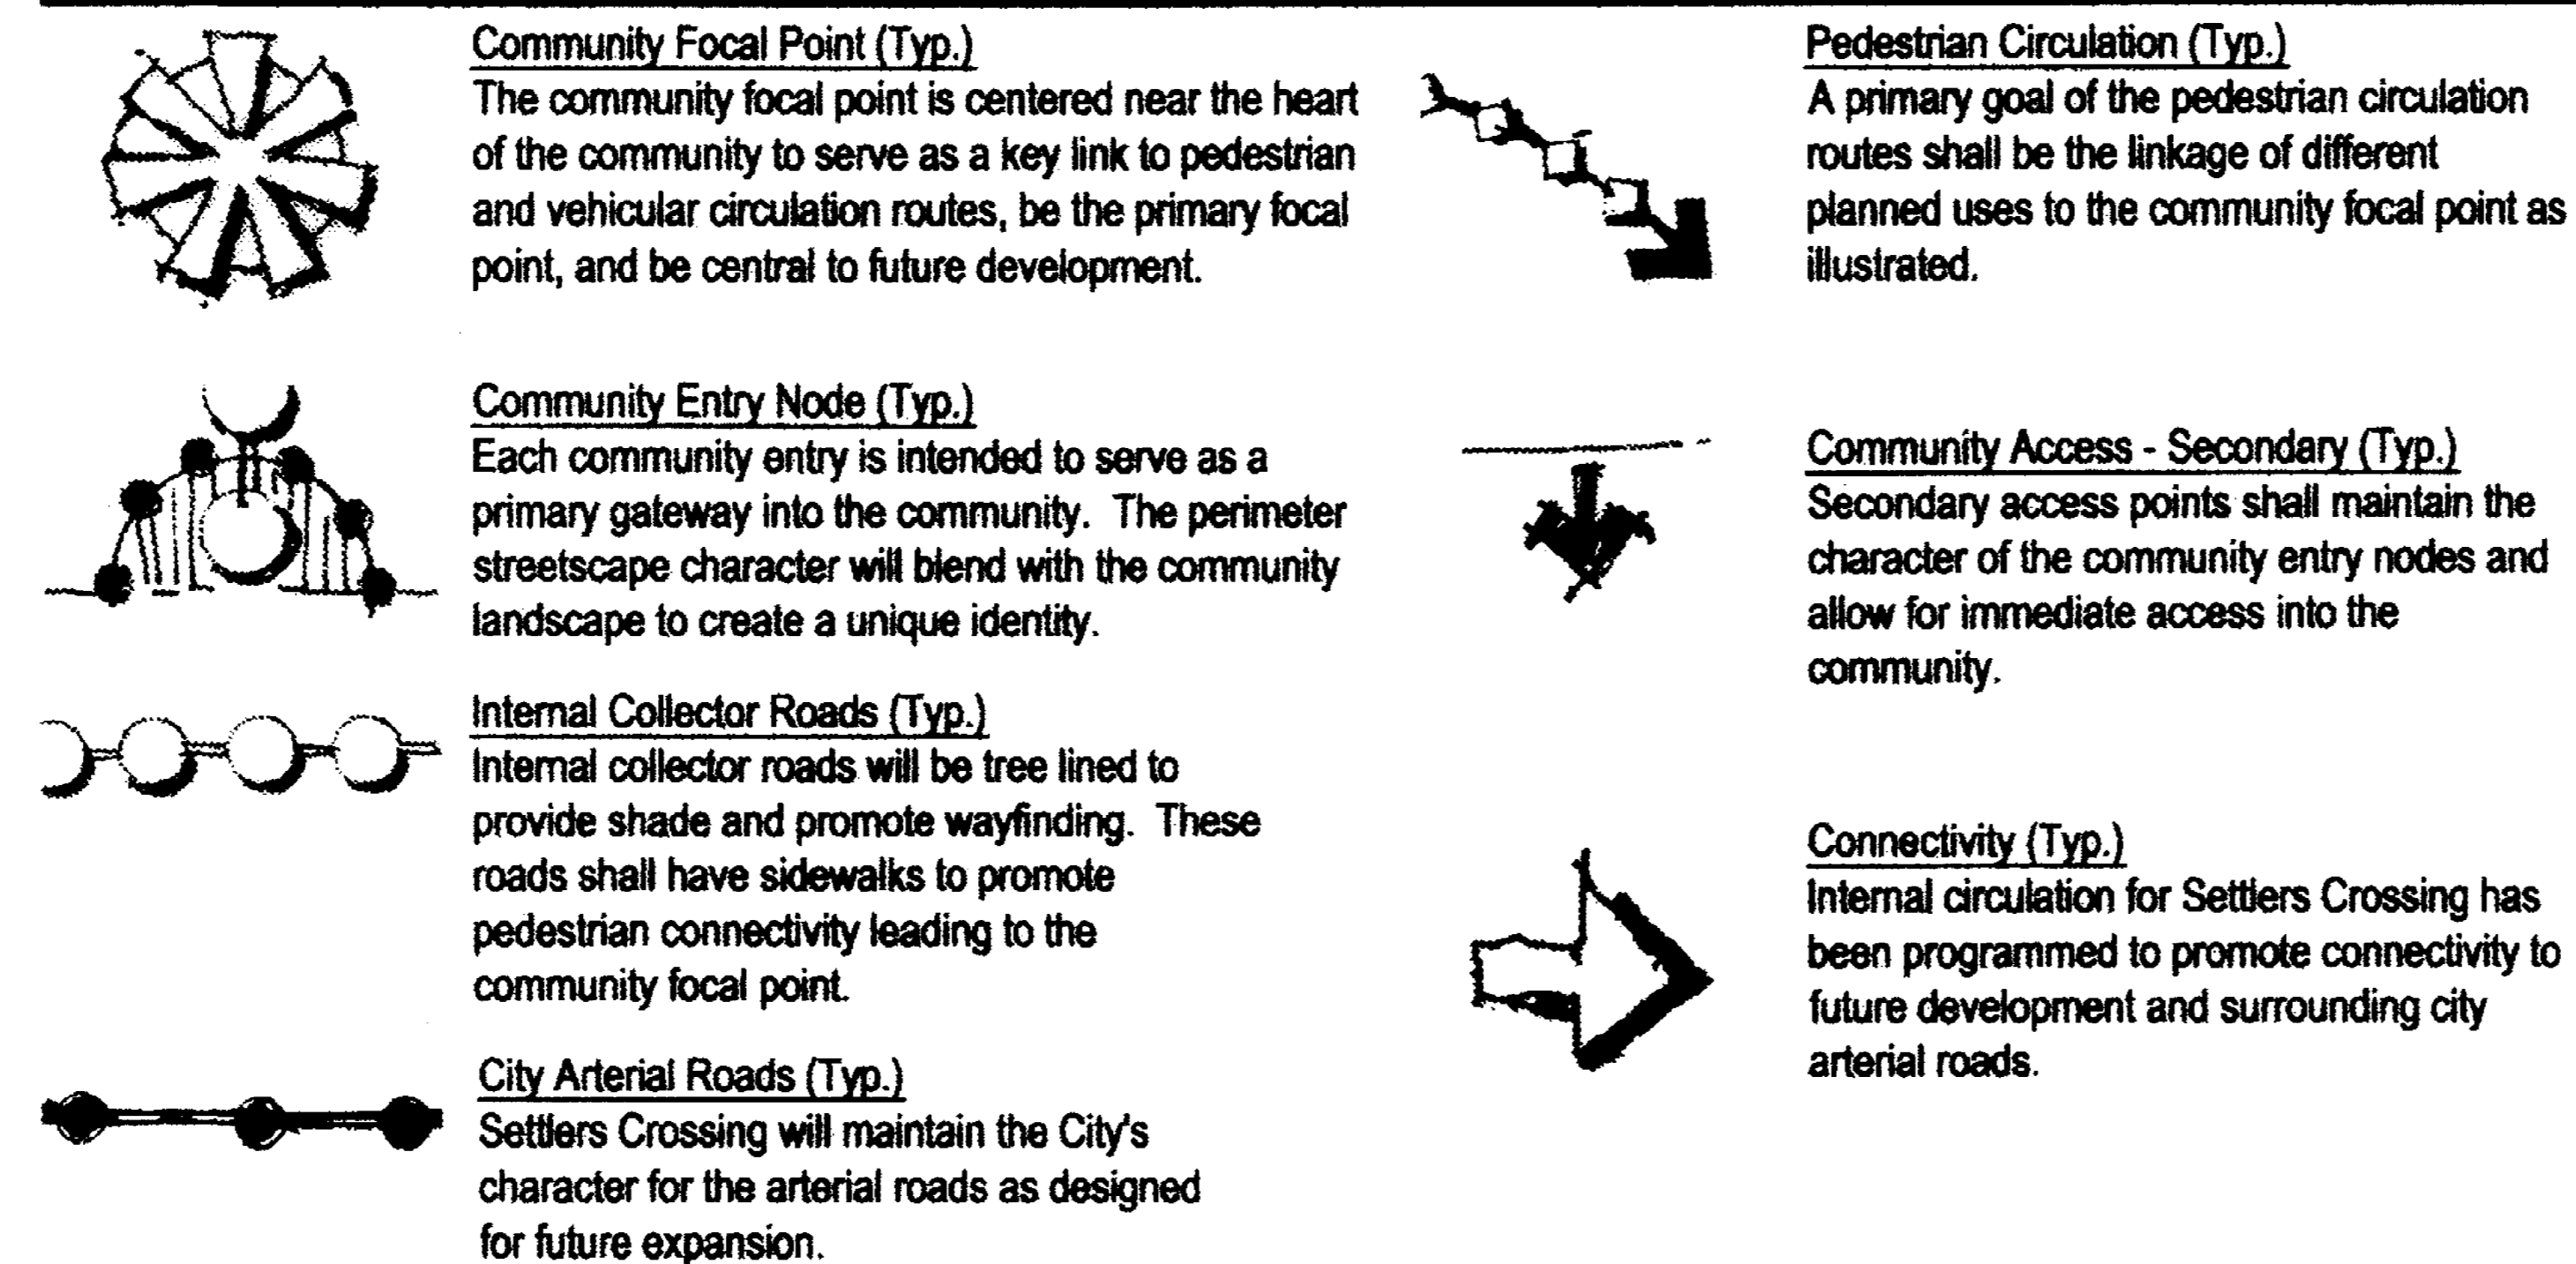 Community Focal Point (Typ.)
The community focal point is centered near the heart
of the community to serve as a key link to pedestrian
and vehicular circulation routes, be the primary focal
point, and be central to future development.
Community Entry Node (Typ.)
Each community entry is intended to serve as a
primary gateway into the community. The perimeter
streetscape character will blend with the community
landscape to create a unique identity.
Internal Collector Roads (Typ.)
Internal collector roads will be tree lined to
provide shade and promote wayfinding. These
roads shall have sidewalks to promote
pedestrian connectivity leading to the
community focal point.
City Arterial Roads (Typ.)
Settlers Crossing will maintain the City's
character for the arterial roads as designed
for future expansion.
Pedestrian Circulation (Typ.)
A primary goal of the pedestrian circulation
routes shall be the linkage of different
planned uses to the community focal point as
illustrated.
Community Access - Secondary (Typ.)
Secondary access points shall maintain the
character of the community entry nodes and
allow for immediate access into the
community.
Connectivity (Typ.)
Internal circulation for Settlers Crossing has
been programmed to promote connectivity to
future development and surrounding city
arterial roads.